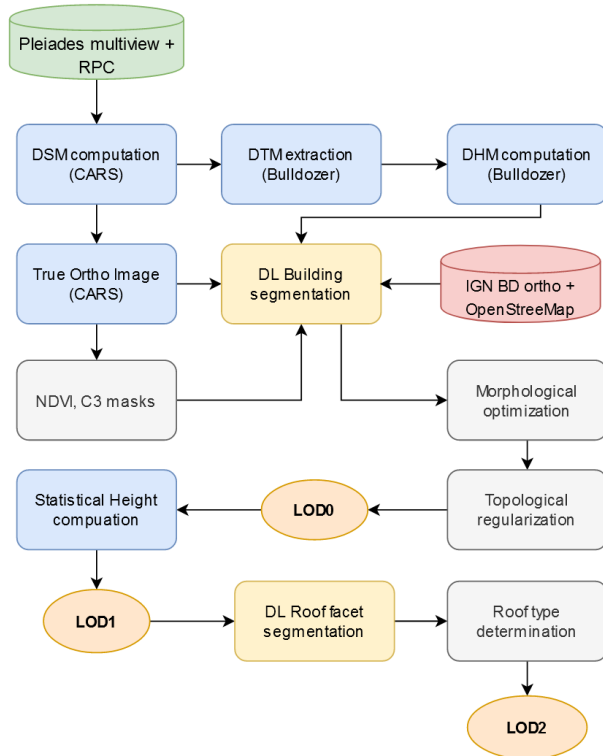 Pleiades multiview +
RPC
DSM computation
(CARS)
DTM extraction
(Bulldozer)
DHM computation
(Bulldozer)
True Ortho Image
(CARS)
DL Building
segmentation
IGN BD ortho +
OpenStreeMap
NDVI, C3 masks
Morphological
optimization
Statistical Height
compuation
LOD0
Topological
regularization
LOD1
DL Roof facet
segmentation
Roof type
determination
LOD2